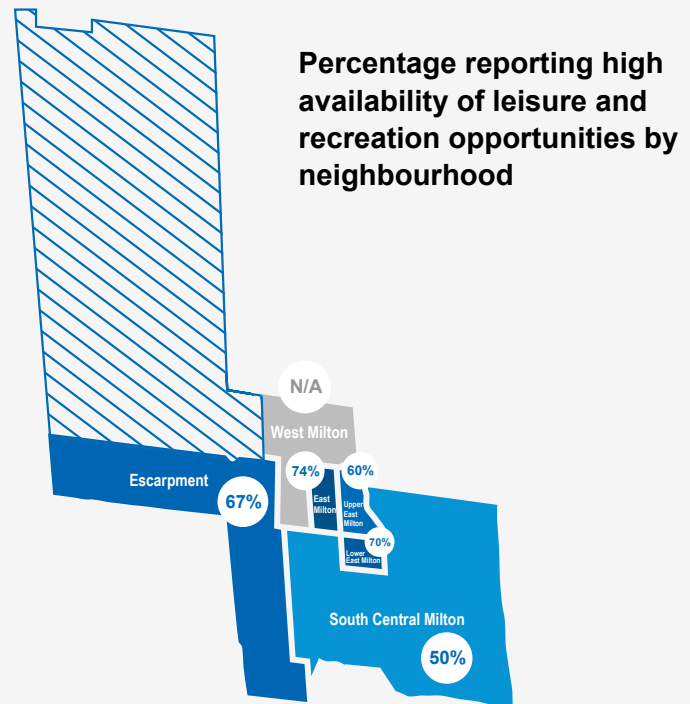 Percentage reporting high
availability of leisure and
recreation opportunities by
neighbourhood
N/A
West Milton
74%
60%
Escarpment
67%
East
Milton
Upper
East
Milton
70%
Lower
East Milton
South Central Milton
50%